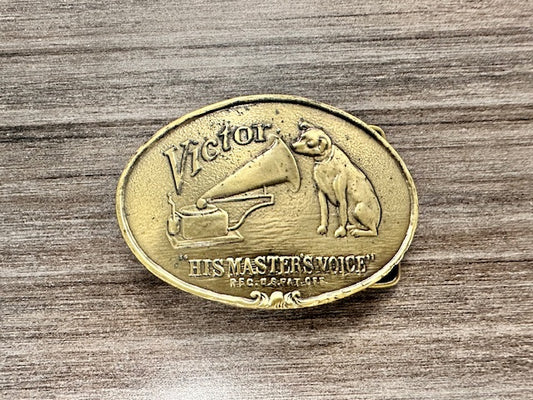 Victor
"HIS MASTER'S VOICE"
REG. U.S. PAT. OFF.